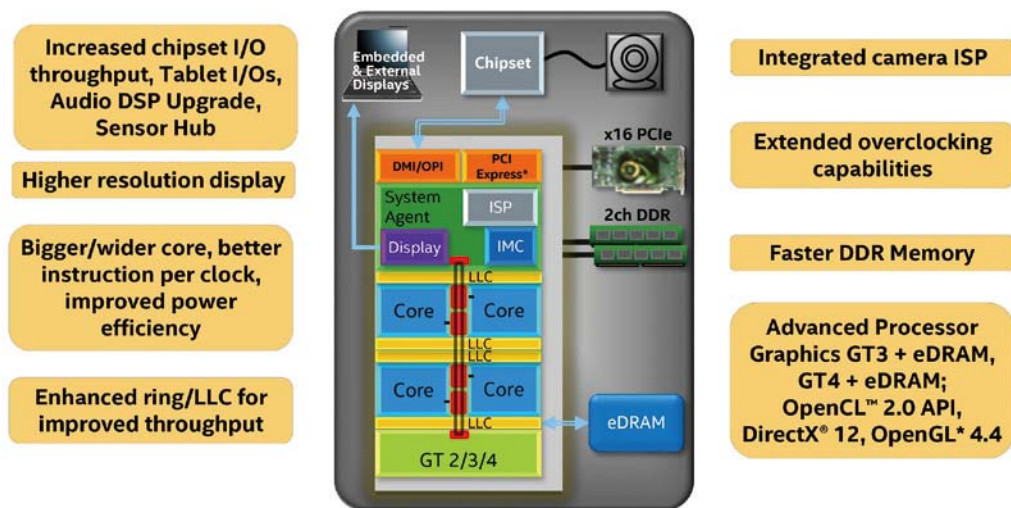 Increased chipset I/O
throughput, Tablet I/Os,
Audio DSP Upgrade,
Sensor Hub
Higher resolution display
Bigger/wider core, better
instruction per clock,
improved power
efficiency
Enhanced ring/LLC for
improved throughput
Embedded
& External
Displays
Chipset
x16 PCIe
DMI/OPI
PCI
Express*
System
Agent
ISP
2ch DDR
Display
IMC
LLC
Core
Core
LLC
LLC
Core
Core
LLC
eDRAM
GT 2/3/4
Integrated camera ISP
Extended overclocking
capabilities
Faster DDR Memory
Advanced Processor
Graphics GT3 + eDRAM,
GT4 + eDRAM;
OpenCL™ 2.0 API,
DirectX® 12, OpenGL* 4.4